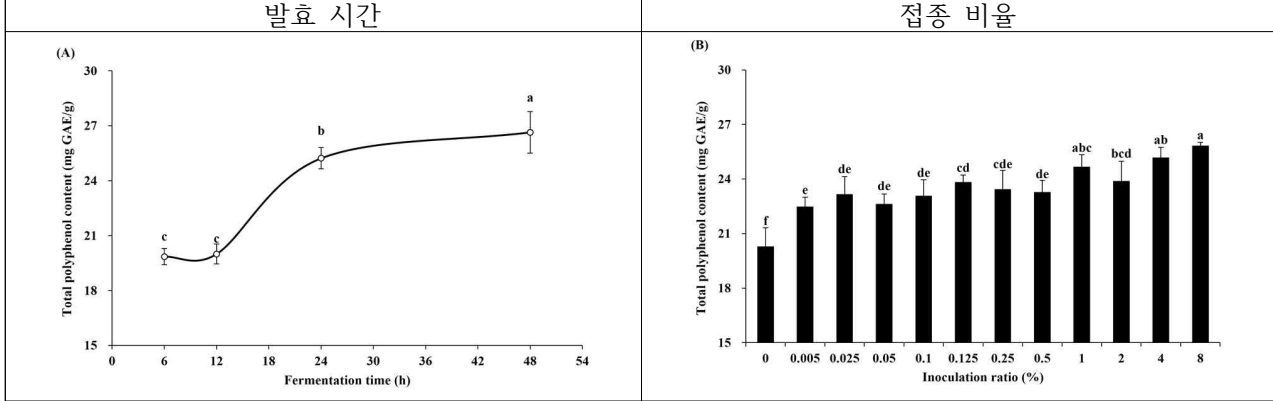 발효 시간
접종 비율
(A)
Total polyphenol content (mg GAE/g)
30
27
24
21
18
15
c
c
b
a
0 6 12 18 24 30 36 42 48 54
Fermentation time (h)
(B)
Total polyphenol content (mg GAE/g)
30
27
24
21
18
15
f e de de de cd cde de abc bcd ab a
0 0.005 0.025 0.05 0.1 0.125 0.25 0.5 1 2 4 8
Inoculation ratio (%)